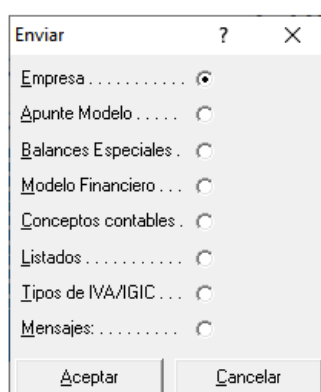 Enviar ? X
Empresa . . . . . . . . . . .
Apunte Modelo . . . . .
Balances Especiales .
Modelo Financiero . . .
Conceptos contables .
Listados . . . . . . . . . . .
Tipos de IVA/IGIC . . .
Mensajes: . . . . . . . . .
Aceptar Cancelar